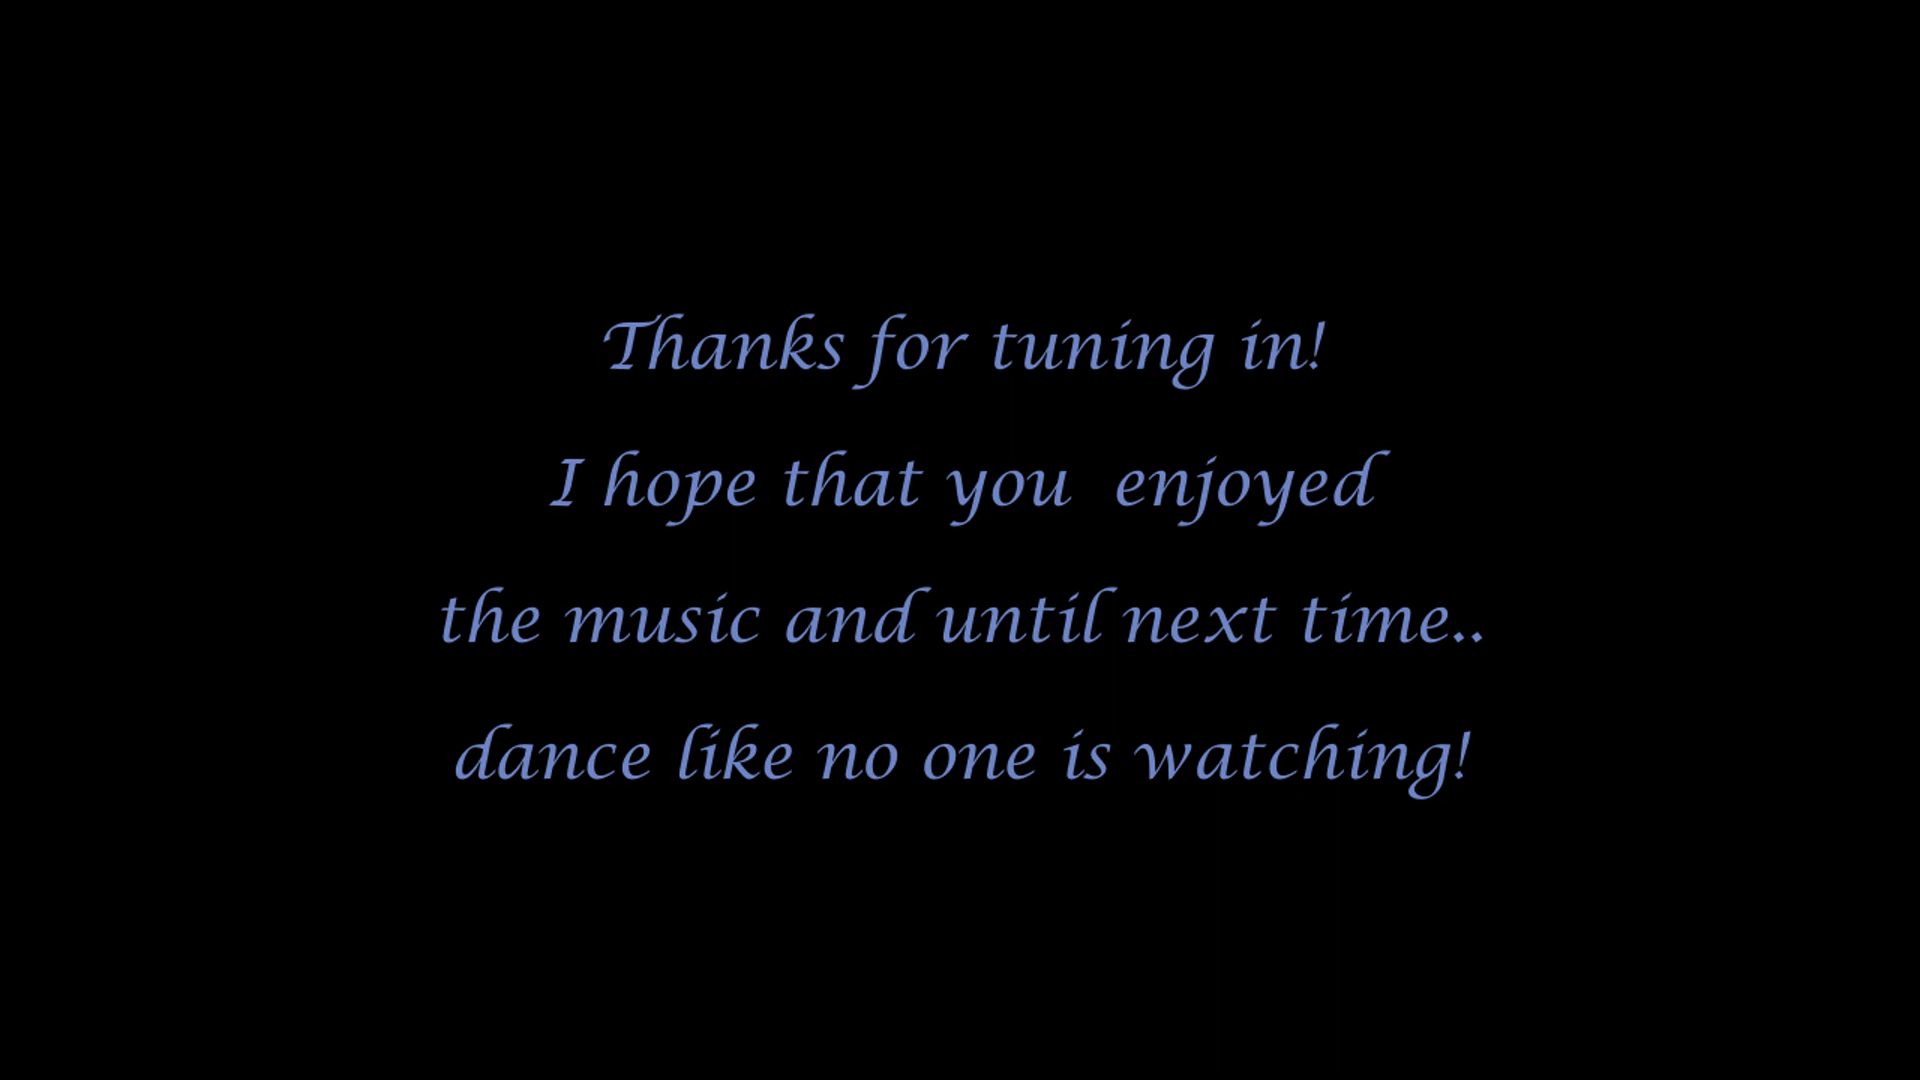 Thanks for tuning in!
I hope that you  enjoyed
the music and until next time..
dance like no one is watching!